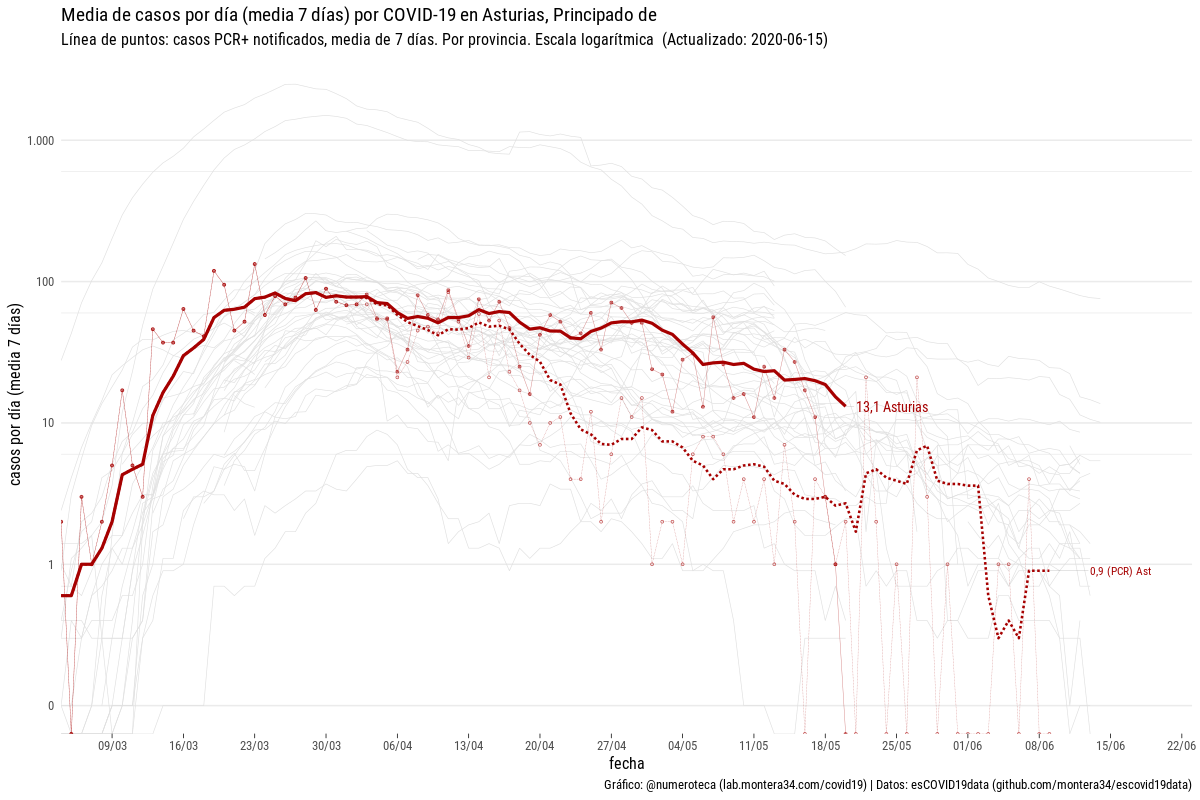 Media de casos por día (media 7 días) por COVID-19 en Asturias, Principado de
Línea de puntos: casos PCR+ notificados, media de 7 días. Por provincia. Escala logarítmica (Actualizado: 2020-06-15)
casos por día (media 7 días)
1.000
100
10
1
0
13,1 Asturias
0,9 (PCR) Ast
09/03 16/03 23/03 30/03 06/04 13/04 20/04 27/04 04/05 11/05 18/05 25/05 01/06 08/06 15/06 22/06
fecha
Gráfico: @numeroteca (lab.montera34.com/covid19) | Datos: esCOVID19data (github.com/montera34/escovid19data)